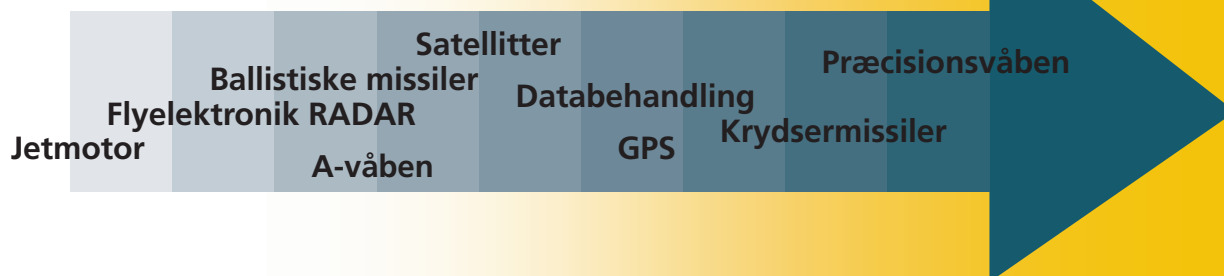 Satellitter
Præcisionsvåben
Ballistiske missiler
Databehandling
Flyelektronik RADAR
Krydsermissiler
Jetmotor
GPS
A-våben